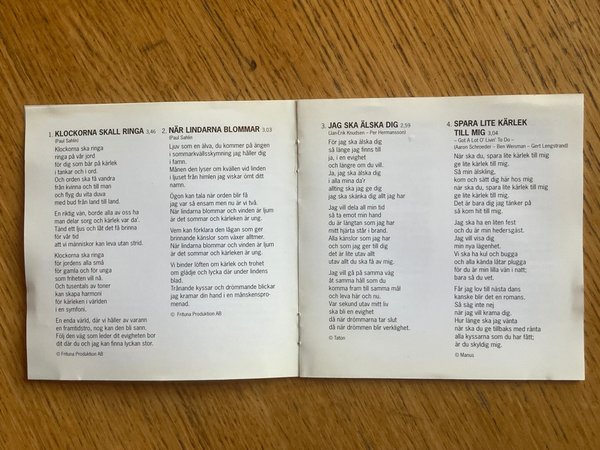 1. KLOCKORNA SKALL RINGA 3,46
(Paul Sahlin)
Klockorna ska ringa
ringa på vår jord
för dig som bär på kärlek
i tankar och i ord.
Och orden ska få vandra
från kvinna och till man
och flyg du vita duva
med bud från land till land.
En riktig vän, borde alla av oss ha
man delar sorg och kärlek var da'.
Tänd ett ljus och låt det få brinna
för vår tid
att vi människor kan leva utan strid.
Klockorna ska ringa
för jordens alla små
för gamla och för unga
som friheten vill nå.
Och tusentals av toner
kan skapa harmoni
för kärleken i världen
i en symfoni.
En enda värld, där vi håller av varann
en framtidstro, nog kan den bli sann.
Följ den väg som leder dit evigheten bor
dit där du och jag kan finna lyckan stor.
© Frituna Produktion AB
2. NÄR LINDARNA BLOMMAR 3,03
(Paul Sahlin)
Ljuv som en älva, du kommer på ängen
i sommarkvällsskymning jag håller dig
i famn.
Månen den lyser om kvällen vid linden
i ljuset från himlen jag viskar ömt ditt
namn.
Ögon kan tala när orden blir få
jag var så ensam men nu är vi två.
När lindarna blommar och vinden är ljum
är det sommar och kärleken är ung.
Vem kan förklara den lågan som ger
brinnande känslor som växer alltmer.
När lindarna blommar och vinden är ljum
är det sommar och kärleken är ung.
Vi binder löften om kärlek och trohet
om glädje och lycka där under lindens
blad.
Trånande kyssar och drömmande blickar
jag kramar din hand i en månskenspro-
menad.
© Frituna Produktion AB
3. JAG SKA ÄLSKA DIG 2,59
(Jan-Erik Knudsen – Per Hermansson)
För jag ska älska dig
så länge jag finns till
ja, i en evighet
och längre om du vill.
Ja, jag ska älska dig
i alla mina da'r
allting ska jag ge dig
jag ska skänka dig allt jag har
Jag vill dela all min tid
så ta emot min hand
du är längtan som jag har
mitt hjärta står i brand.
Alla känslor som jag har
och som jag ger till dig
det är lite utav allt
utav allt du ska få av mig.
Jag vill gå på samma väg
åt samma håll som du
komma fram till samma mål
och leva här och nu.
Var sekund utav mitt liv
ska bli en evighet
då när drömmarna tar slut
då när drömmen blir verklighet.
© Taton
4. SPARA LITE KÄRLEK
TILL MIG 3,04
– Got A Lot O' Livin' To Do –
(Aaron Schroeder – Ben Weisman – Gert Lengstrand)
När ska du, spara lite kärlek till mig
ge lite kärlek till mig.
Så min älskling,
kom och sätt dig här hos mig
när ska du, spara lite kärlek till mig
ge lite kärlek till mig.
Det är bara dig jag tänker på
så kom hit till mig.
Jag ska ha en liten fest
och du är min hedersgäst.
Jag vill visa dig
min nya lägenhet.
Vi ska ha kul och bugga
och alla kända låtar plugga
för du är min lilla vän i natt;
bara så du vet.
Får jag lov till nästa dans
kanske blir det en romans.
Så säg inte nej
när jag vill krama dig.
Hur länge ska jag vänta
när ska du ge tillbaks med ränta
alla kyssarna som du har fått;
är du skyldig mig.
© Manus